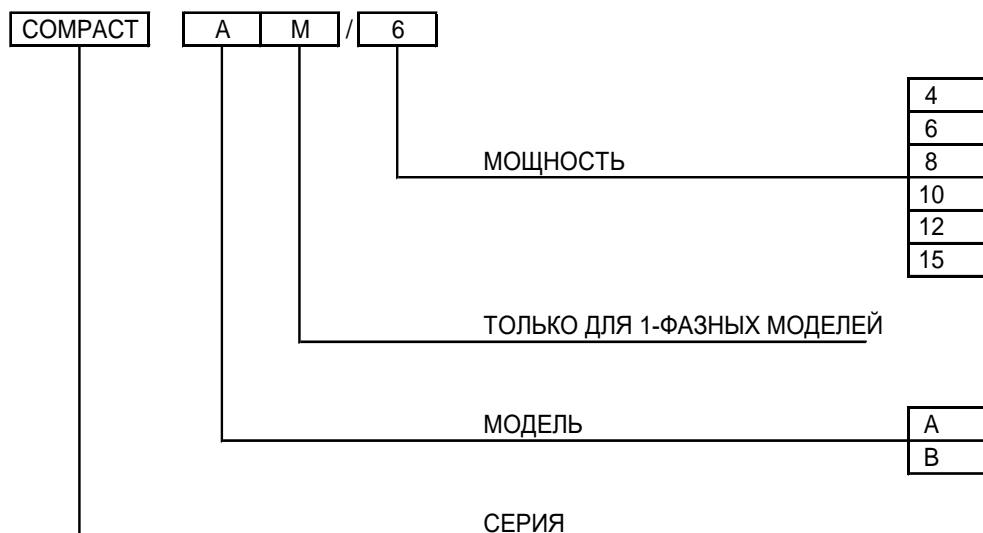 COMPACT A M / 6
4
6
МОЩНОСТЬ 8
10
12
15
ТОЛЬКО ДЛЯ 1-ФАЗНЫХ МОДЕЛЕЙ
МОДЕЛЬ A
B
СЕРИЯ